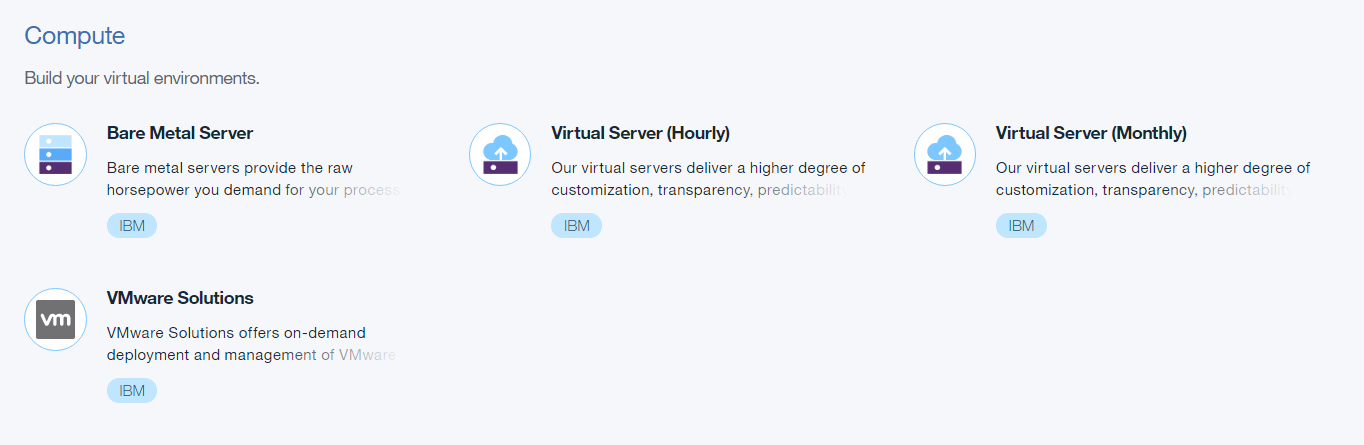 Compute
Build your virtual environments.
Bare Metal Server
Bare metal servers provide the raw
horsepower you demand for your process
IBM
Virtual Server (Hourly)
Our virtual servers deliver a higher degree of
customization, transparency, predictability
IBM
Virtual Server (Monthly)
Our virtual servers deliver a higher degree of
customization, transparency, predictability
IBM
vm
VMware Solutions
VMware Solutions offers on-demand
deployment and management of VMware
IBM